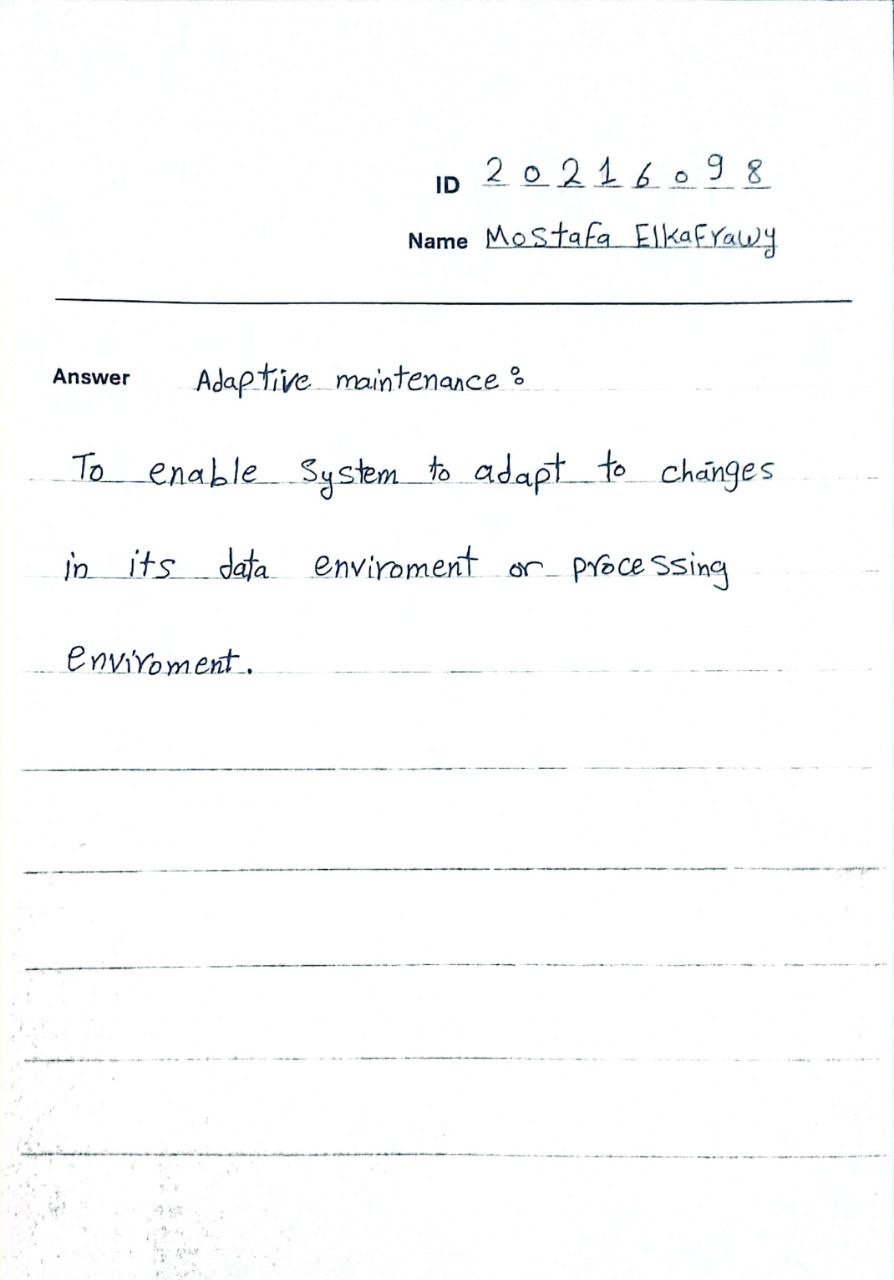 ID 20216098
Name Mostafa Elkafrawy
Answer Adaptive maintenance:
To enable System to adapt to changes
in its data enviroment or processing
enviroment.